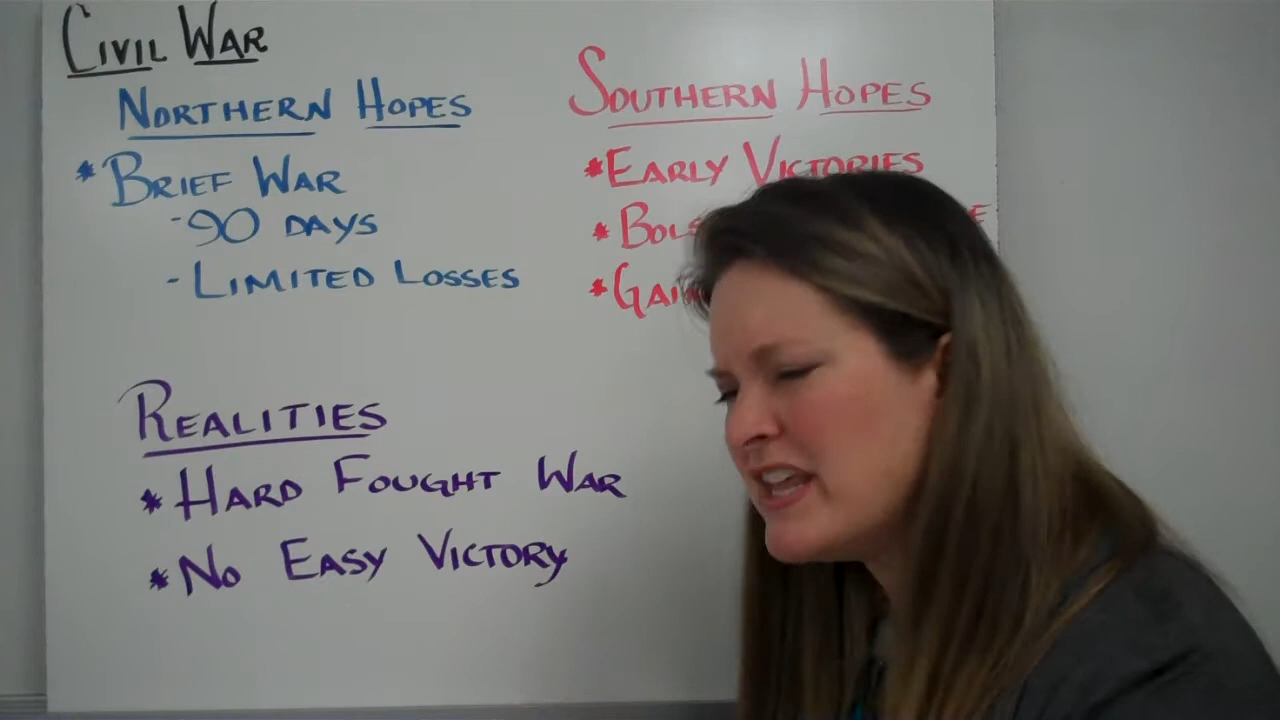 CIVIL WAR
NORTHERN HOPES
* BRIEF WAR
- 90 DAYS
- LIMITED LOSSES
SOUTHERN HOPES
* EARLY VICTORIES
*
*
REALITIES
* HARD FOUGHT WAR
* NO EASY VICTORY